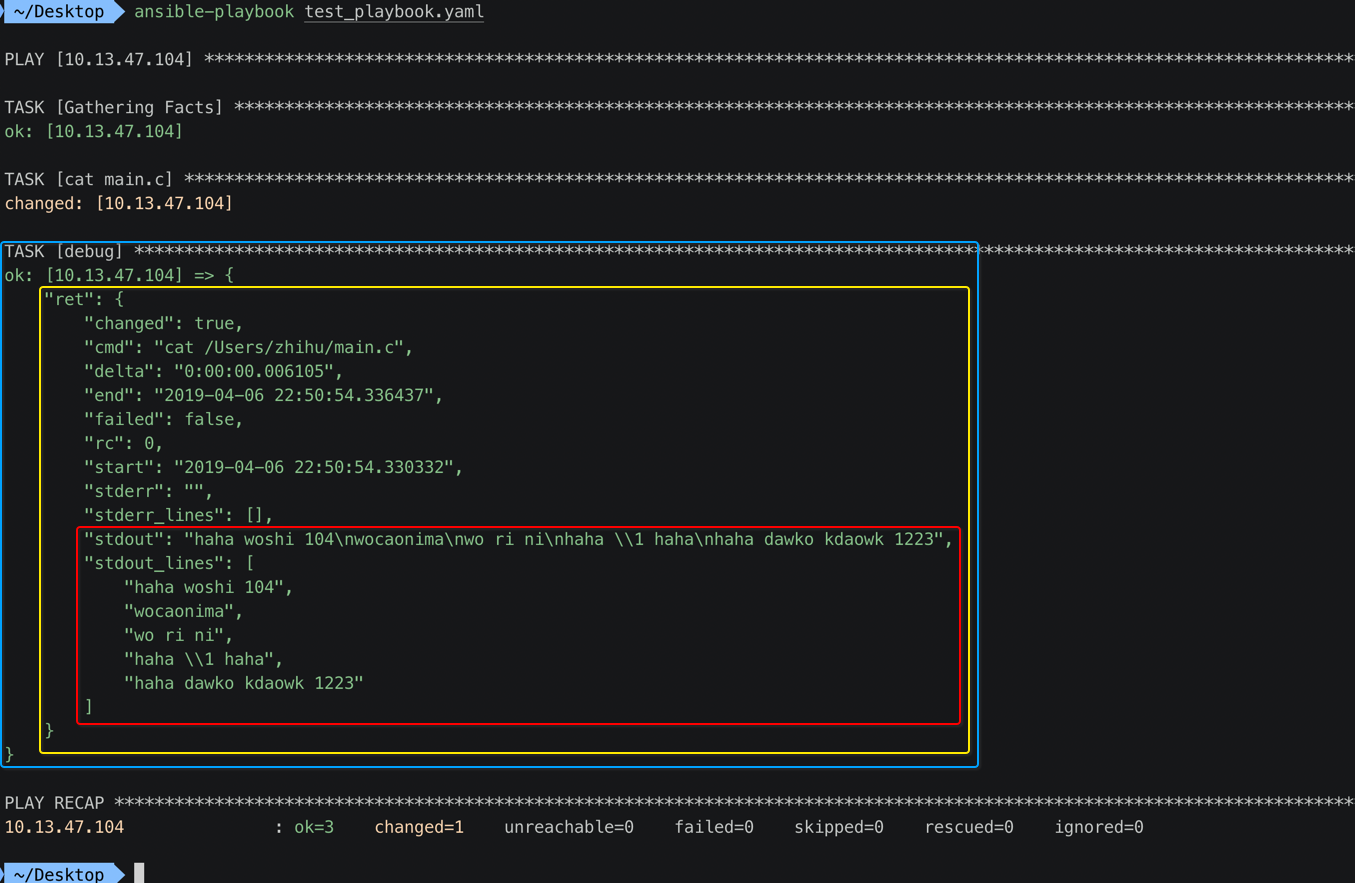 ~/Desktop ansible-playbook test_playbook.yaml
PLAY [10.13.47.104] *******************************************************************************************************************
TASK [Gathering Facts] ****************************************************************************************************************
ok: [10.13.47.104]
TASK [cat main.c] *********************************************************************************************************************
changed: [10.13.47.104]
TASK [debug] **************************************************************************************************************************
ok: [10.13.47.104] => {
    "ret": {
        "changed": true,
        "cmd": "cat /Users/zhihu/main.c",
        "delta": "0:00:00.006105",
        "end": "2019-04-06 22:50:54.336437",
        "failed": false,
        "rc": 0,
        "start": "2019-04-06 22:50:54.330332",
        "stderr": "",
        "stderr_lines": [],
        "stdout": "haha woshi 104\nwocaonima\nwo ri ni\nhaha \\1 haha\nhaha dawko kdaowk 1223",
        "stdout_lines": [
            "haha woshi 104",
            "wocaonima",
            "wo ri ni",
            "haha \\1 haha",
            "haha dawko kdaowk 1223"
        ]
    }
}
PLAY RECAP ****************************************************************************************************************************
10.13.47.104               : ok=3    changed=1    unreachable=0    failed=0    skipped=0    rescued=0    ignored=0
~/Desktop